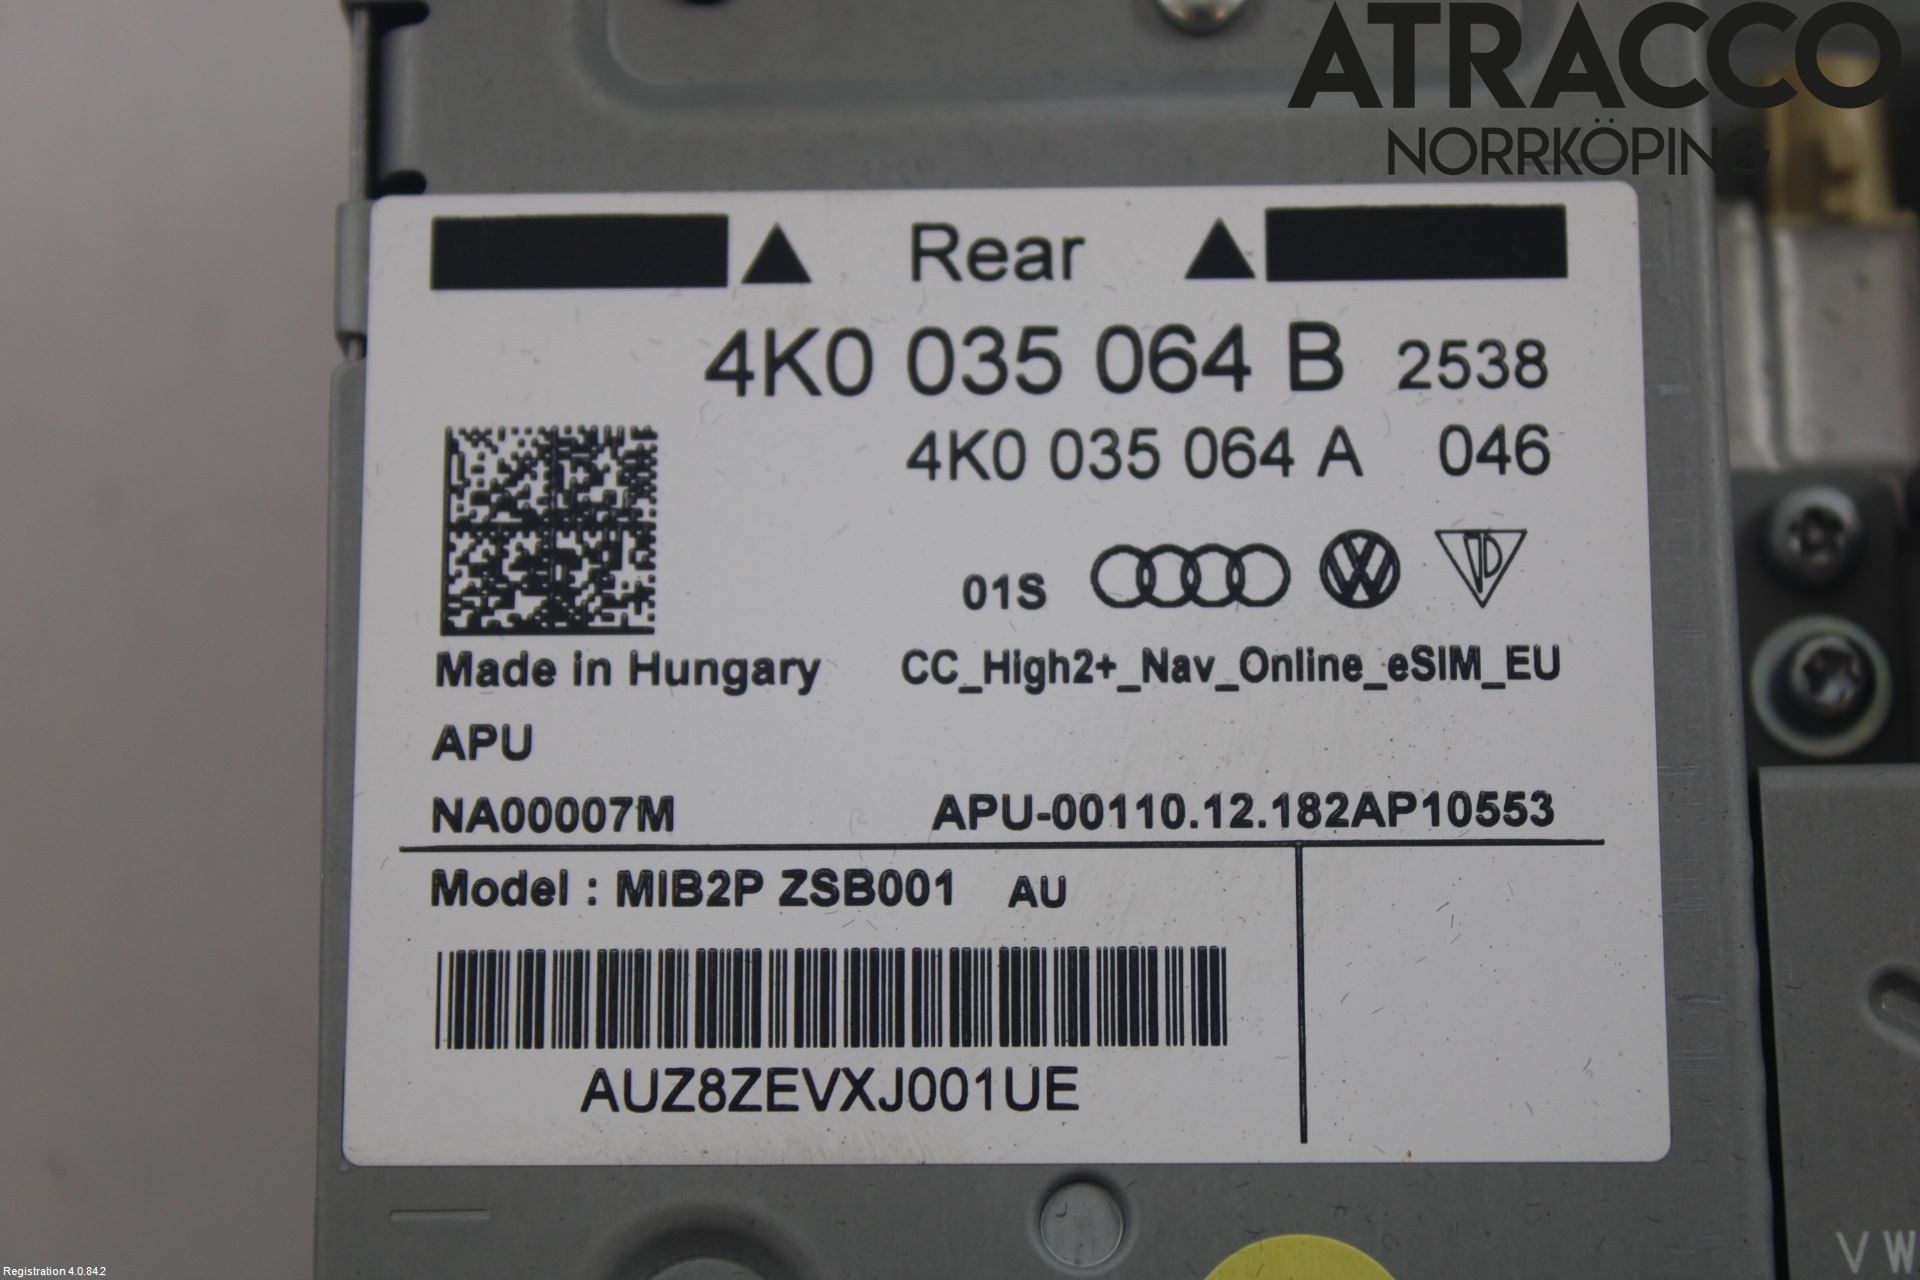 ATRACCO
NORRKÖPING
Rear
4K0 035 064 B 2538
4K0 035 064 A 046
01S
Made in Hungary CC_High2+_Nav_Online_eSIM_EU
APU
NA00007M APU-00110.12.182AP10553
Model : MIB2P ZSB001 AU
AUZ8ZEVXJ001UE
VW
Registration 4.0.84.2